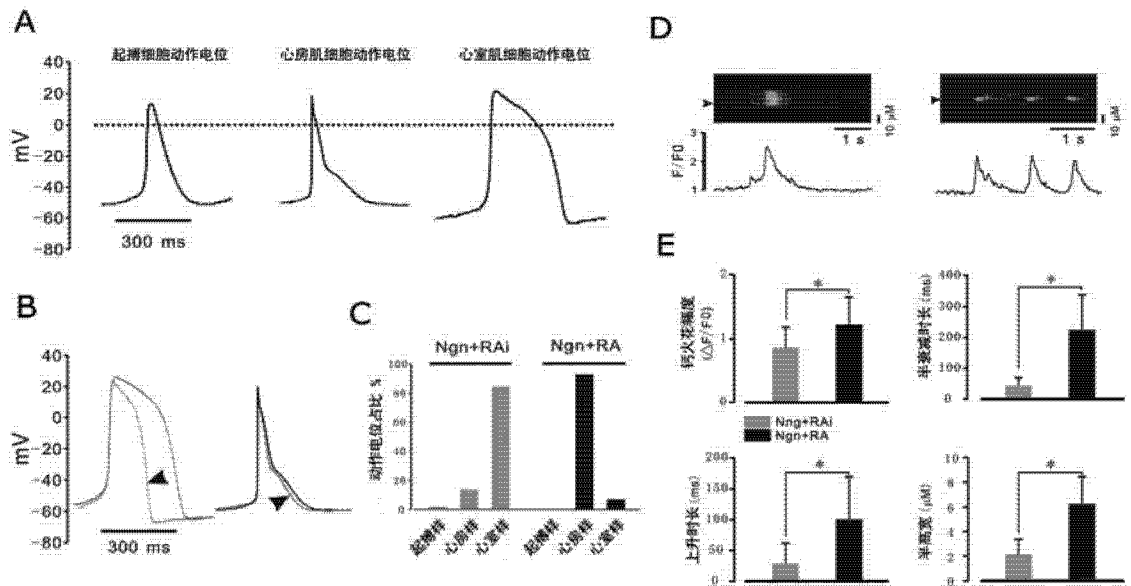 A
起搏细胞动作电位
心房肌细胞动作电位
心室肌细胞动作电位
40
20
0
−20
−40
−60
−80
mV
300 ms
B
40
20
0
−20
−40
−60
−80
mV
300 ms
C
Ngn+RAi
Ngn+RA
动作电位占比 %
100
80
60
40
20
0
起搏样
心房样
心室样
起搏样
心房样
心室样
D
10 μM
1 s
10 μM
1 s
F/F0
3
2
1
E
钙火花幅度
(△F/F0)
2
1
0
*
半衰减时长(ms)
400
300
200
100
0
*
Nng+RAi
Ngn+RA
上升时长(ms)
200
150
100
50
0
*
半高宽(μM)
10
8
6
4
2
0
*